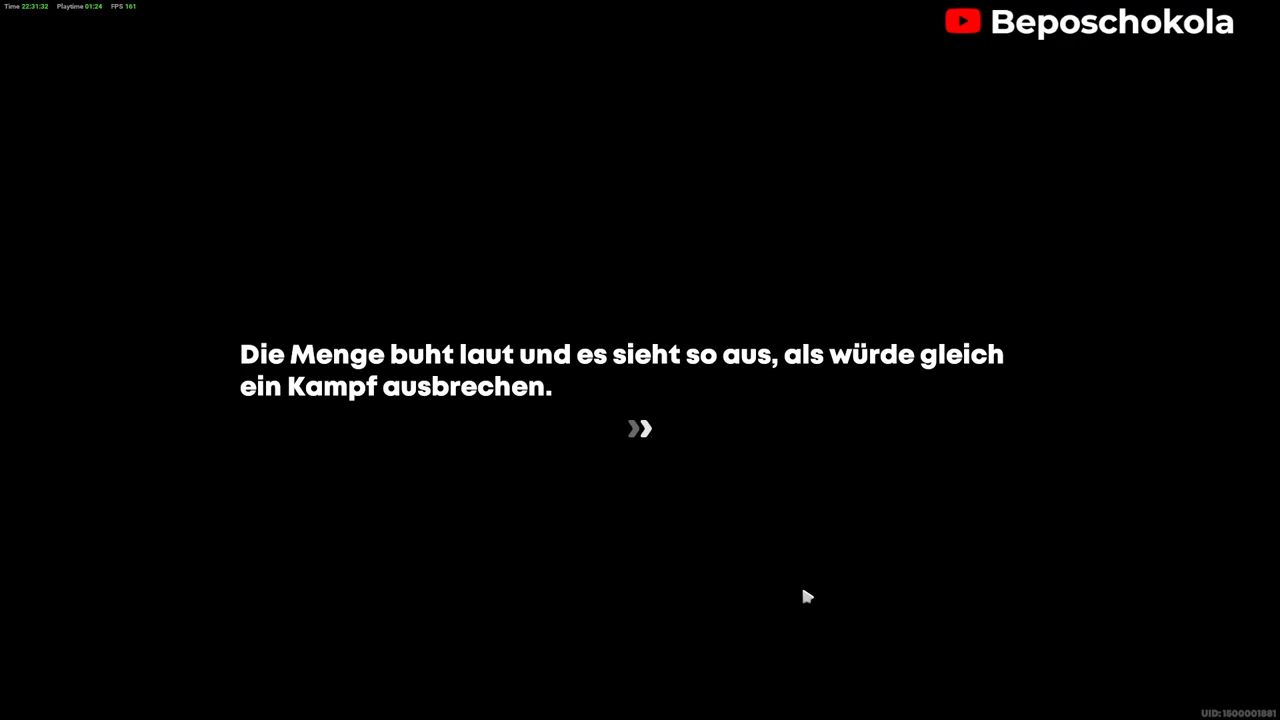 Time 22:31:32 Playtime 01:24 FPS 161
Beposchokola
Die Menge buht laut und es sieht so aus, als würde gleich
ein Kampf ausbrechen.
UID: 1500001881